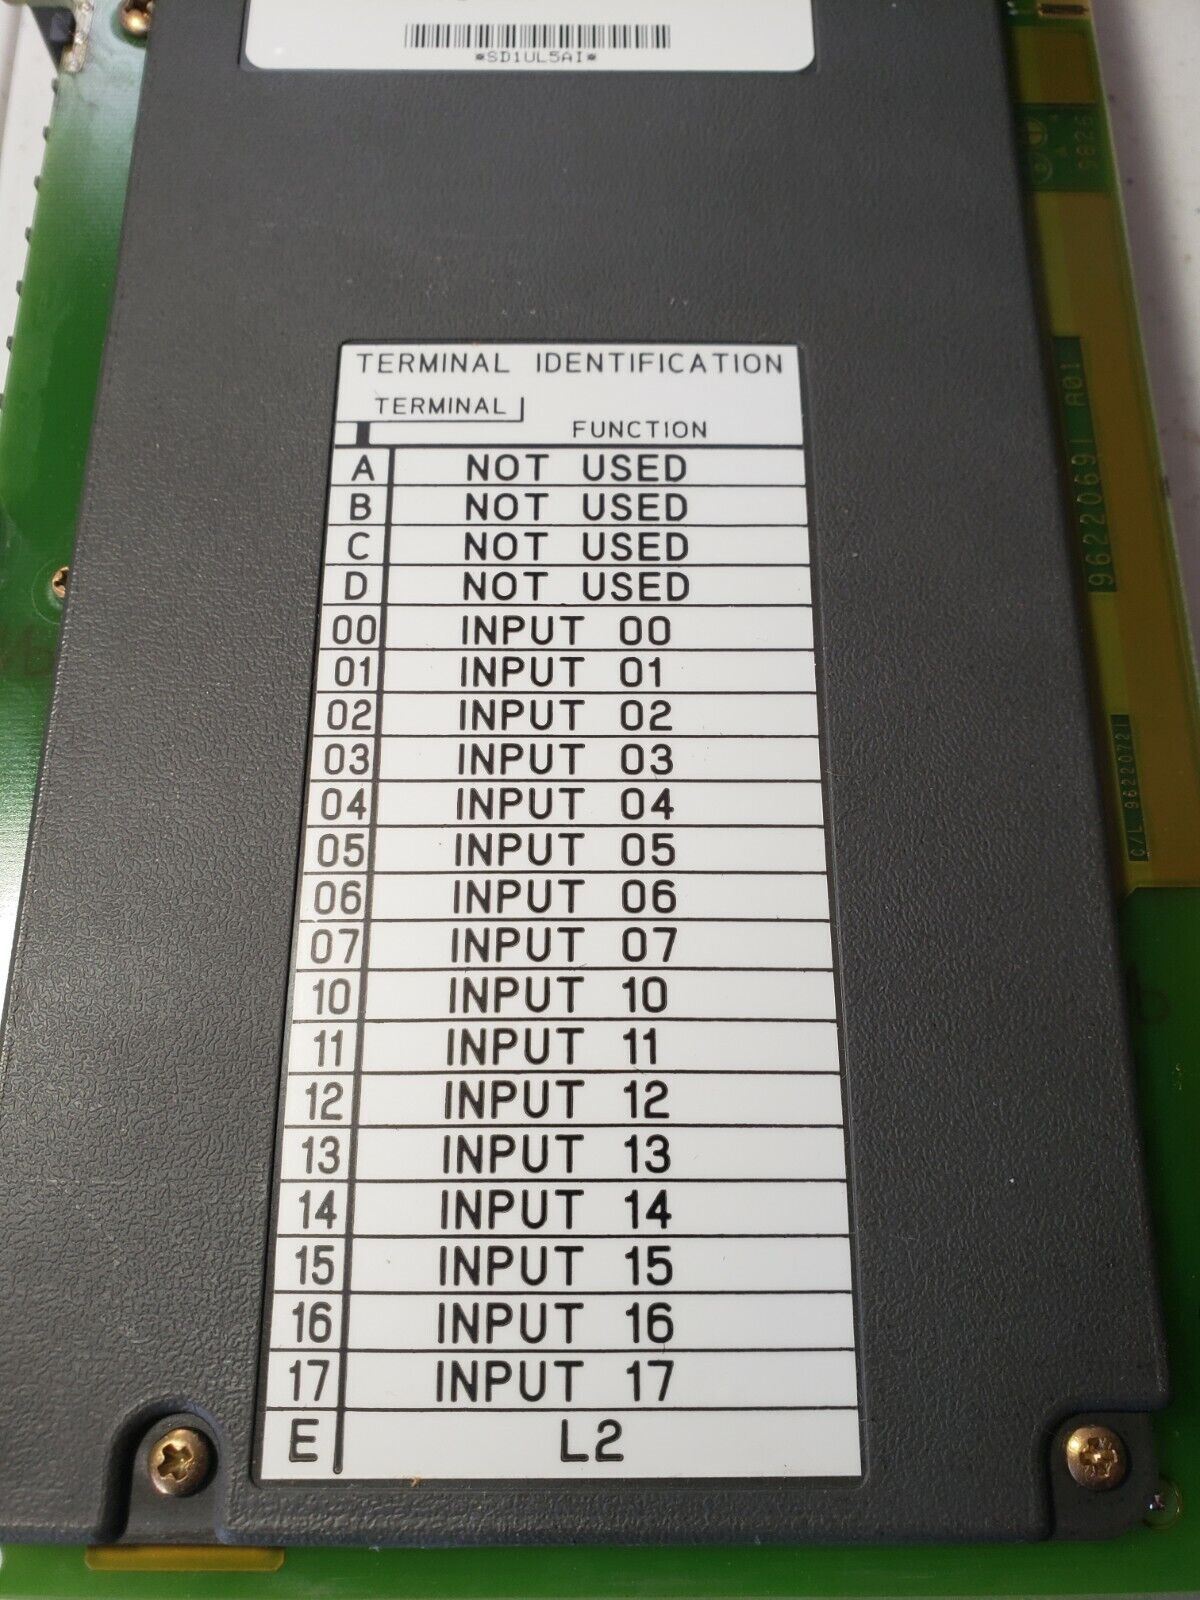 *SD1UL5AI*
TERMINAL IDENTIFICATION
TERMINAL
FUNCTION
A NOT USED
B NOT USED
C NOT USED
D NOT USED
00 INPUT 00
01 INPUT 01
02 INPUT 02
03 INPUT 03
04 INPUT 04
05 INPUT 05
06 INPUT 06
07 INPUT 07
10 INPUT 10
11 INPUT 11
12 INPUT 12
13 INPUT 13
14 INPUT 14
15 INPUT 15
16 INPUT 16
17 INPUT 17
E L2
9826
96220691 A01
C/L 96220721